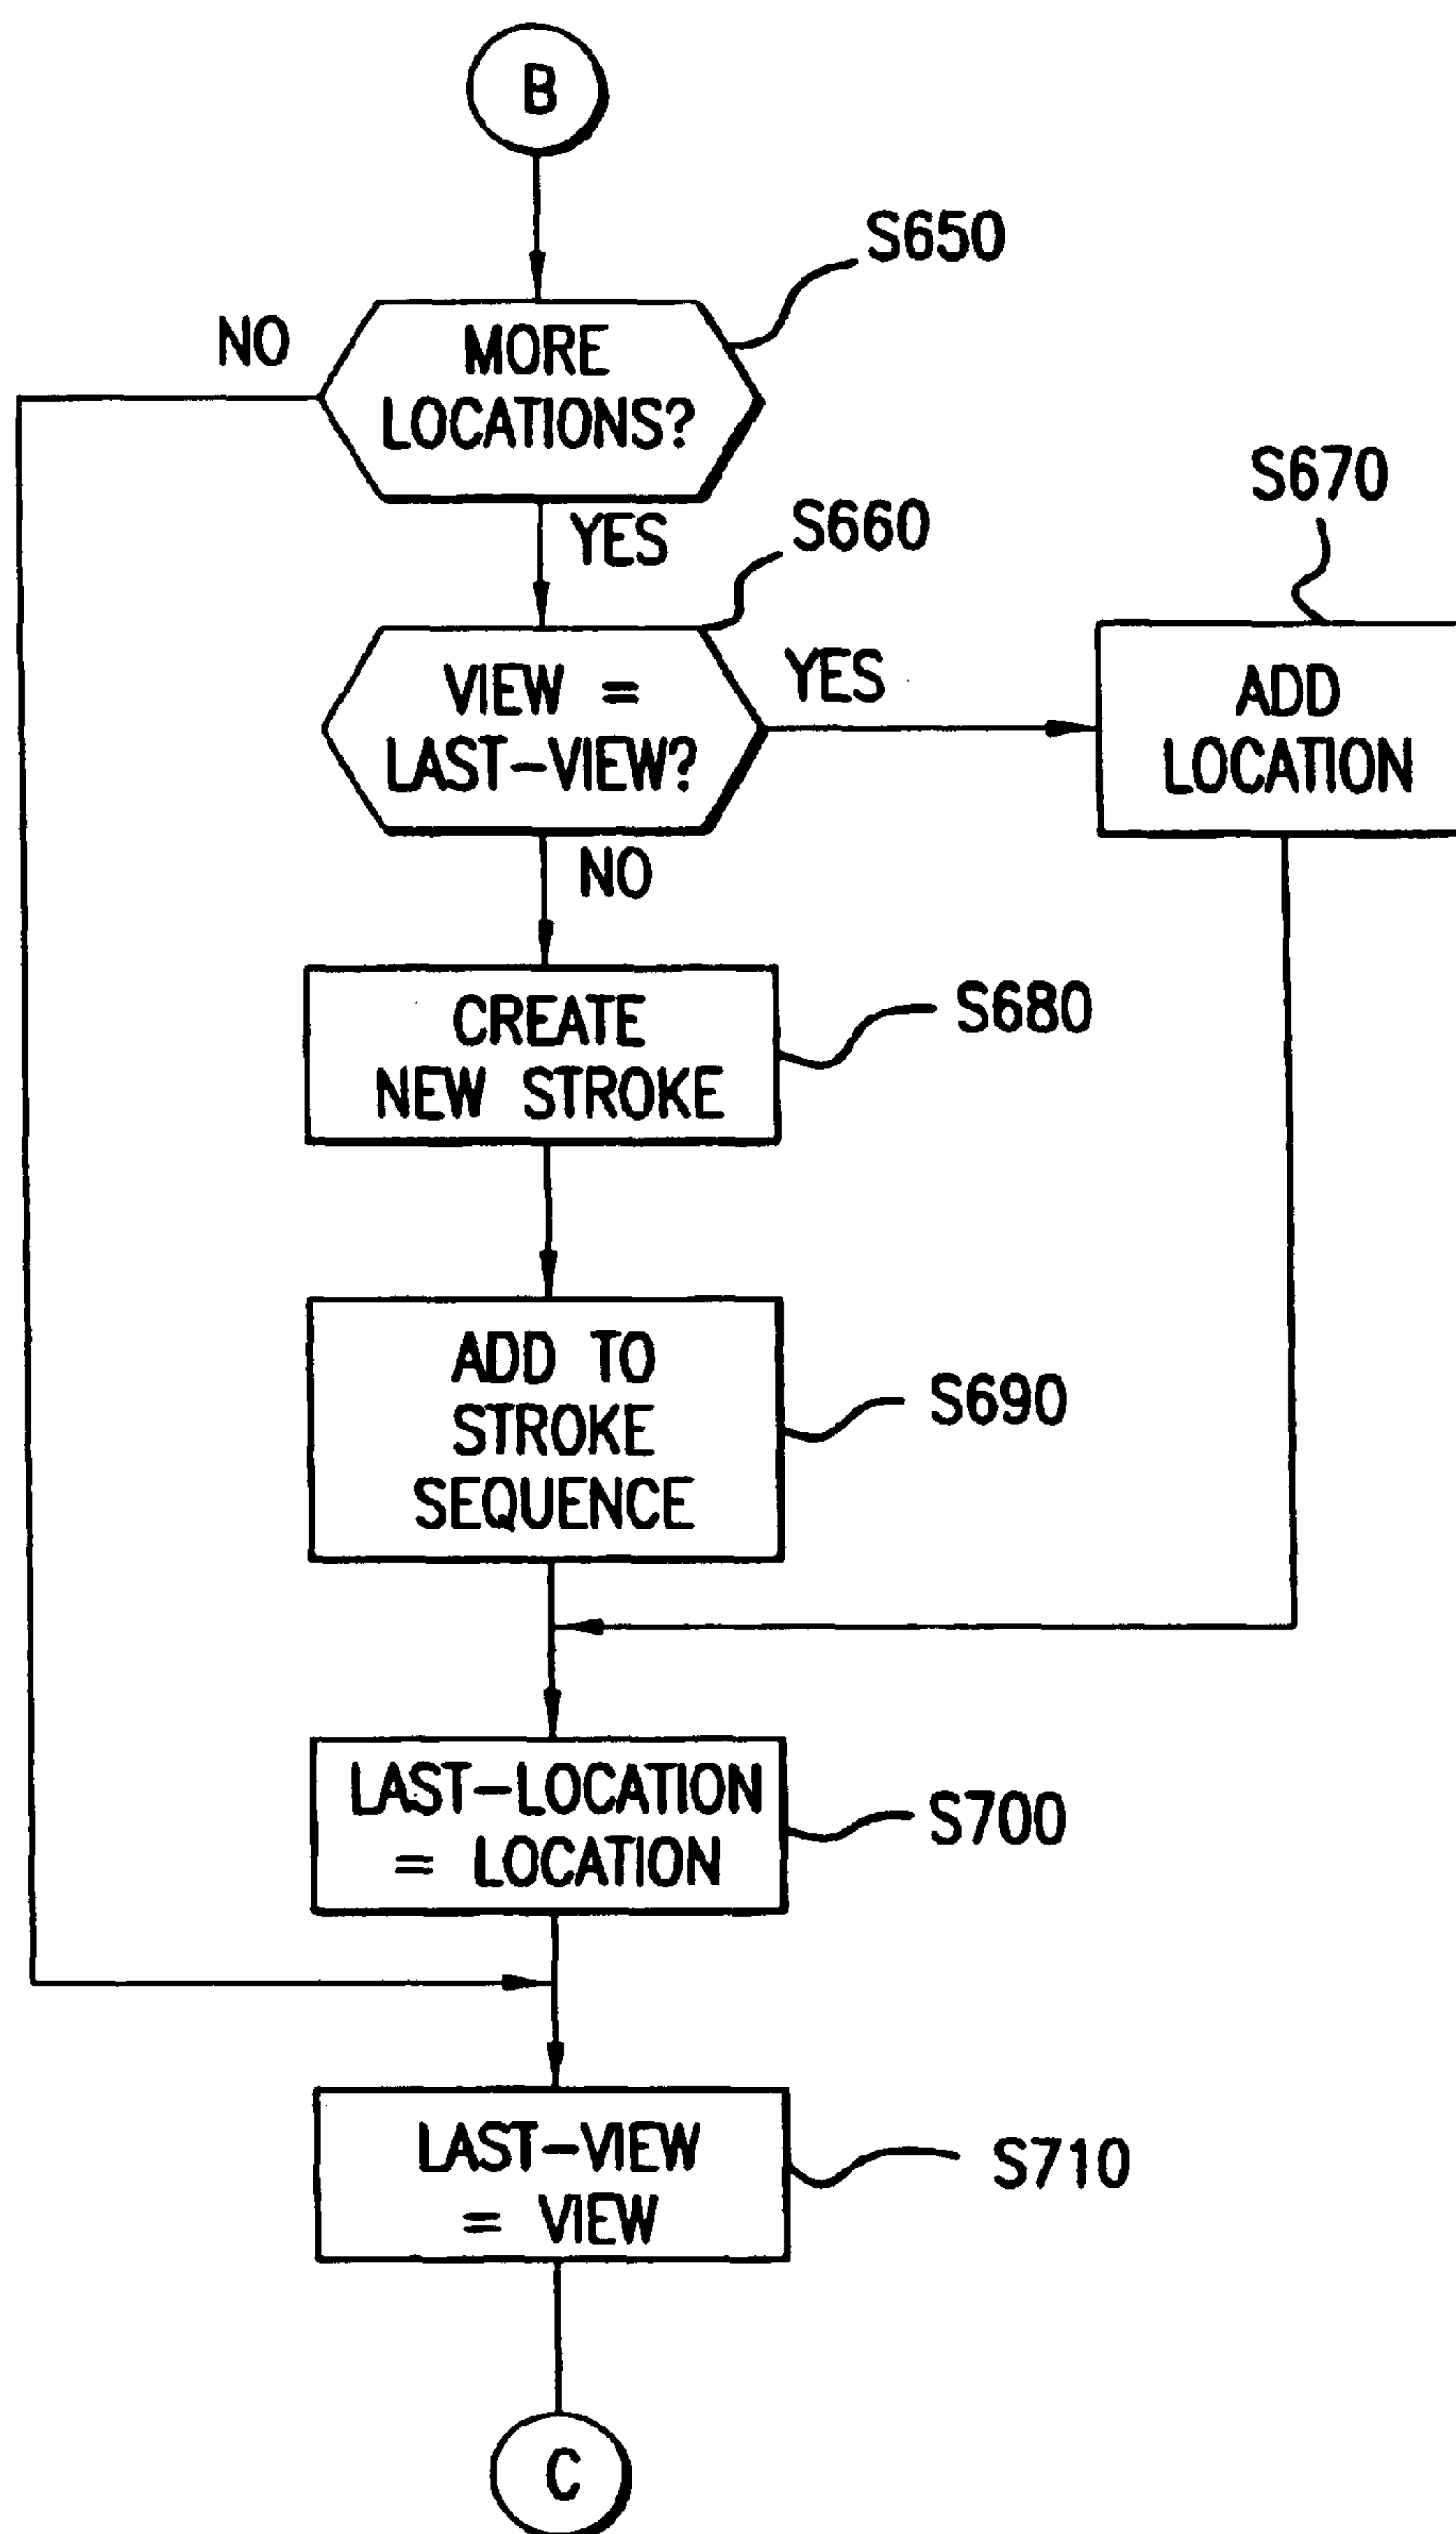 B
S650
NO
MORE
LOCATIONS?
YES
S660
S670
VIEW =
LAST-VIEW?
YES
ADD
LOCATION
NO
CREATE
NEW STROKE
S680
ADD TO
STROKE
SEQUENCE
S690
LAST-LOCATION
= LOCATION
S700
LAST-VIEW
= VIEW
S710
C